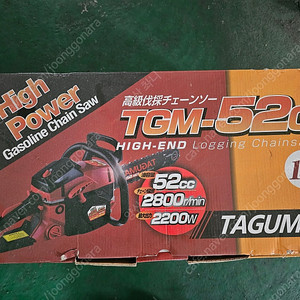 High
Power
Gasoline Chain Saw
高級伐採チェーンソー
TGM-52c
HIGH-END Logging Chainsa
52cc
2800r/min
2200W
TAGUM